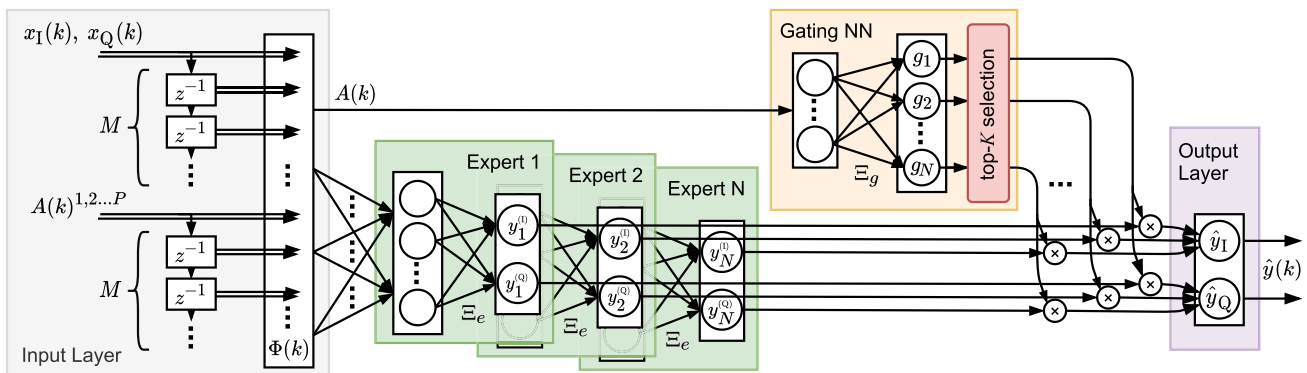 x_I(k), x_Q(k)
z⁻¹
M
z⁻¹
A(k)^{1,2...P}
z⁻¹
M
z⁻¹
Input Layer
Φ(k)
A(k)
Expert 1
y_1^{(I)}
y_1^{(Q)}
Ξ_e
Expert 2
y_2^{(I)}
y_2^{(Q)}
Ξ_e
Expert N
y_N^{(I)}
y_N^{(Q)}
Ξ_e
Gating NN
g_1
g_2
g_N
Ξ_g
top-K selection
...
Output
Layer
ŷ_I
ŷ_Q
ŷ(k)